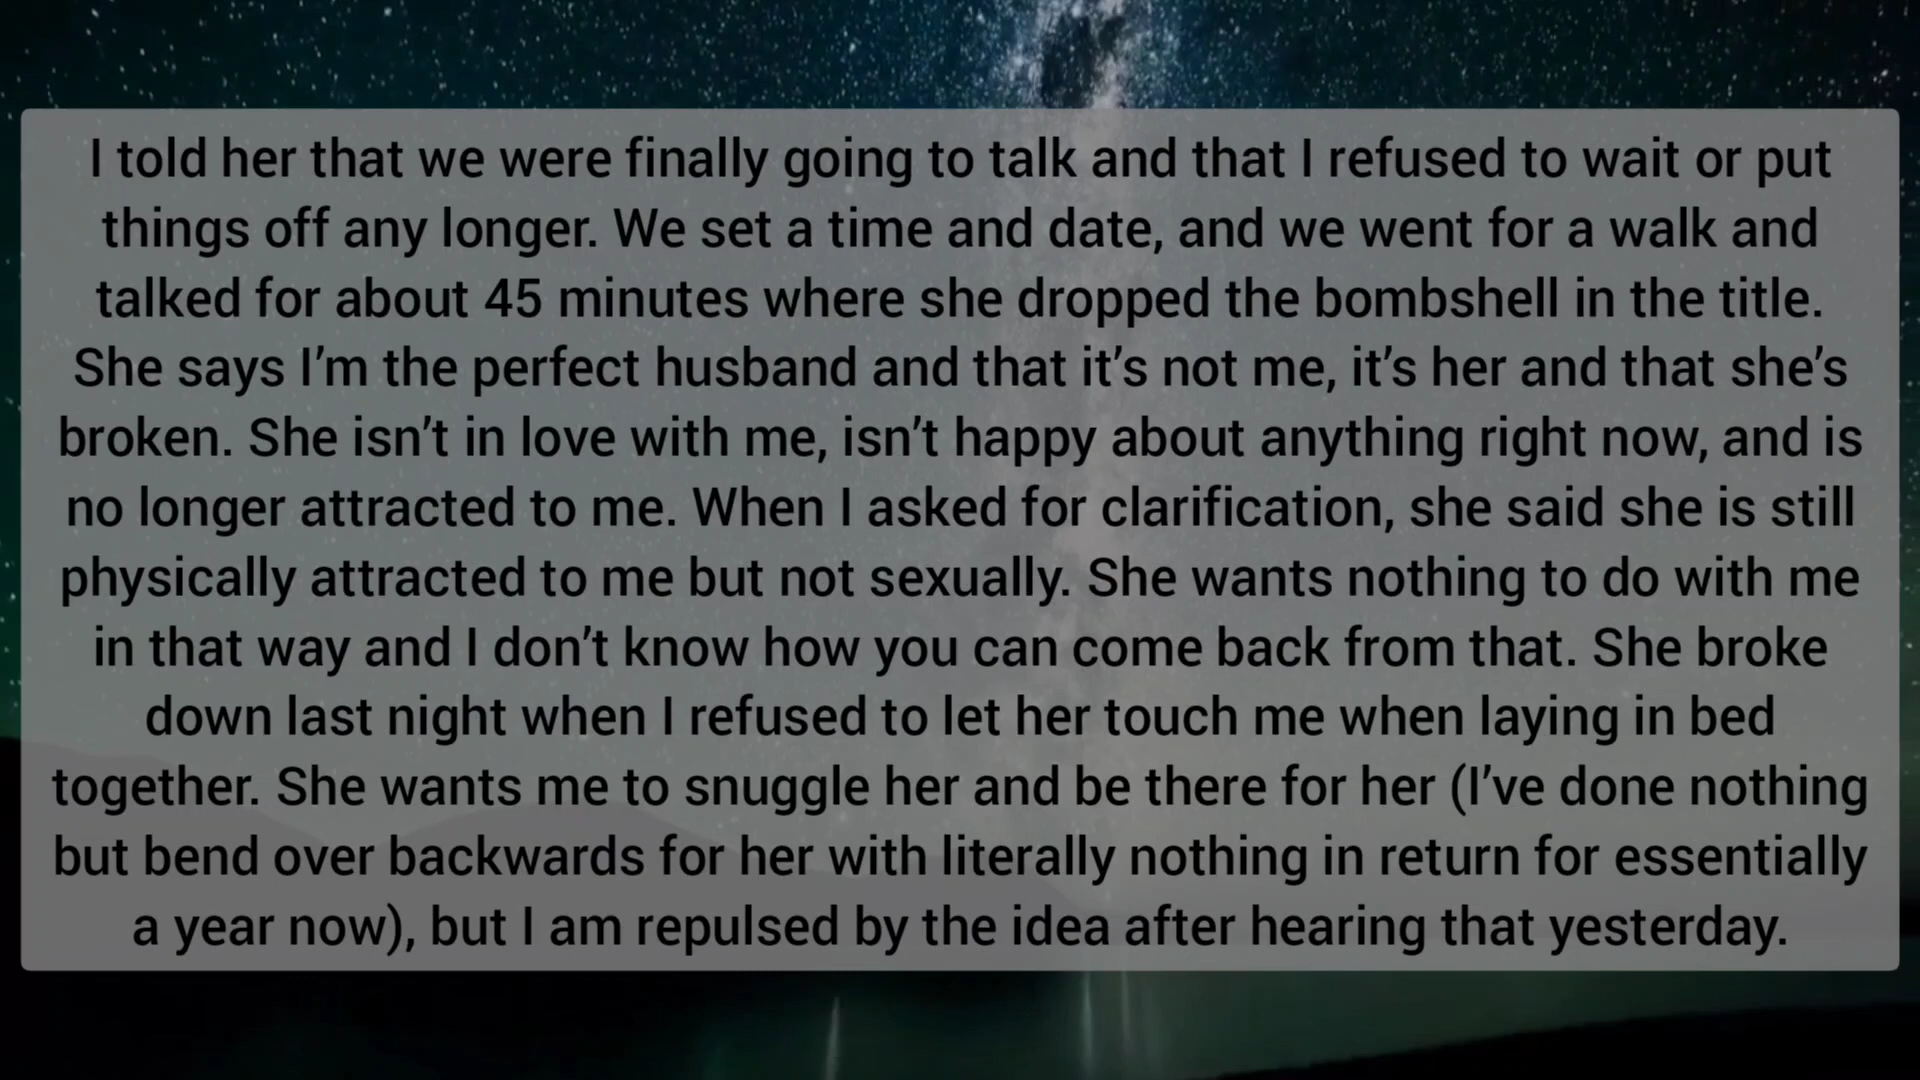 I told her that we were finally going to talk and that I refused to wait or put
things off any longer. We set a time and date, and we went for a walk and
talked for about 45 minutes where she dropped the bombshell in the title.
She says I’m the perfect husband and that it’s not me, it’s her and that she’s
broken. She isn’t in love with me, isn’t happy about anything right now, and is
no longer attracted to me. When I asked for clarification, she said she is still
physically attracted to me but not sexually. She wants nothing to do with me
in that way and I don’t know how you can come back from that. She broke
down last night when I refused to let her touch me when laying in bed
together. She wants me to snuggle her and be there for her (I’ve done nothing
but bend over backwards for her with literally nothing in return for essentially
a year now), but I am repulsed by the idea after hearing that yesterday.